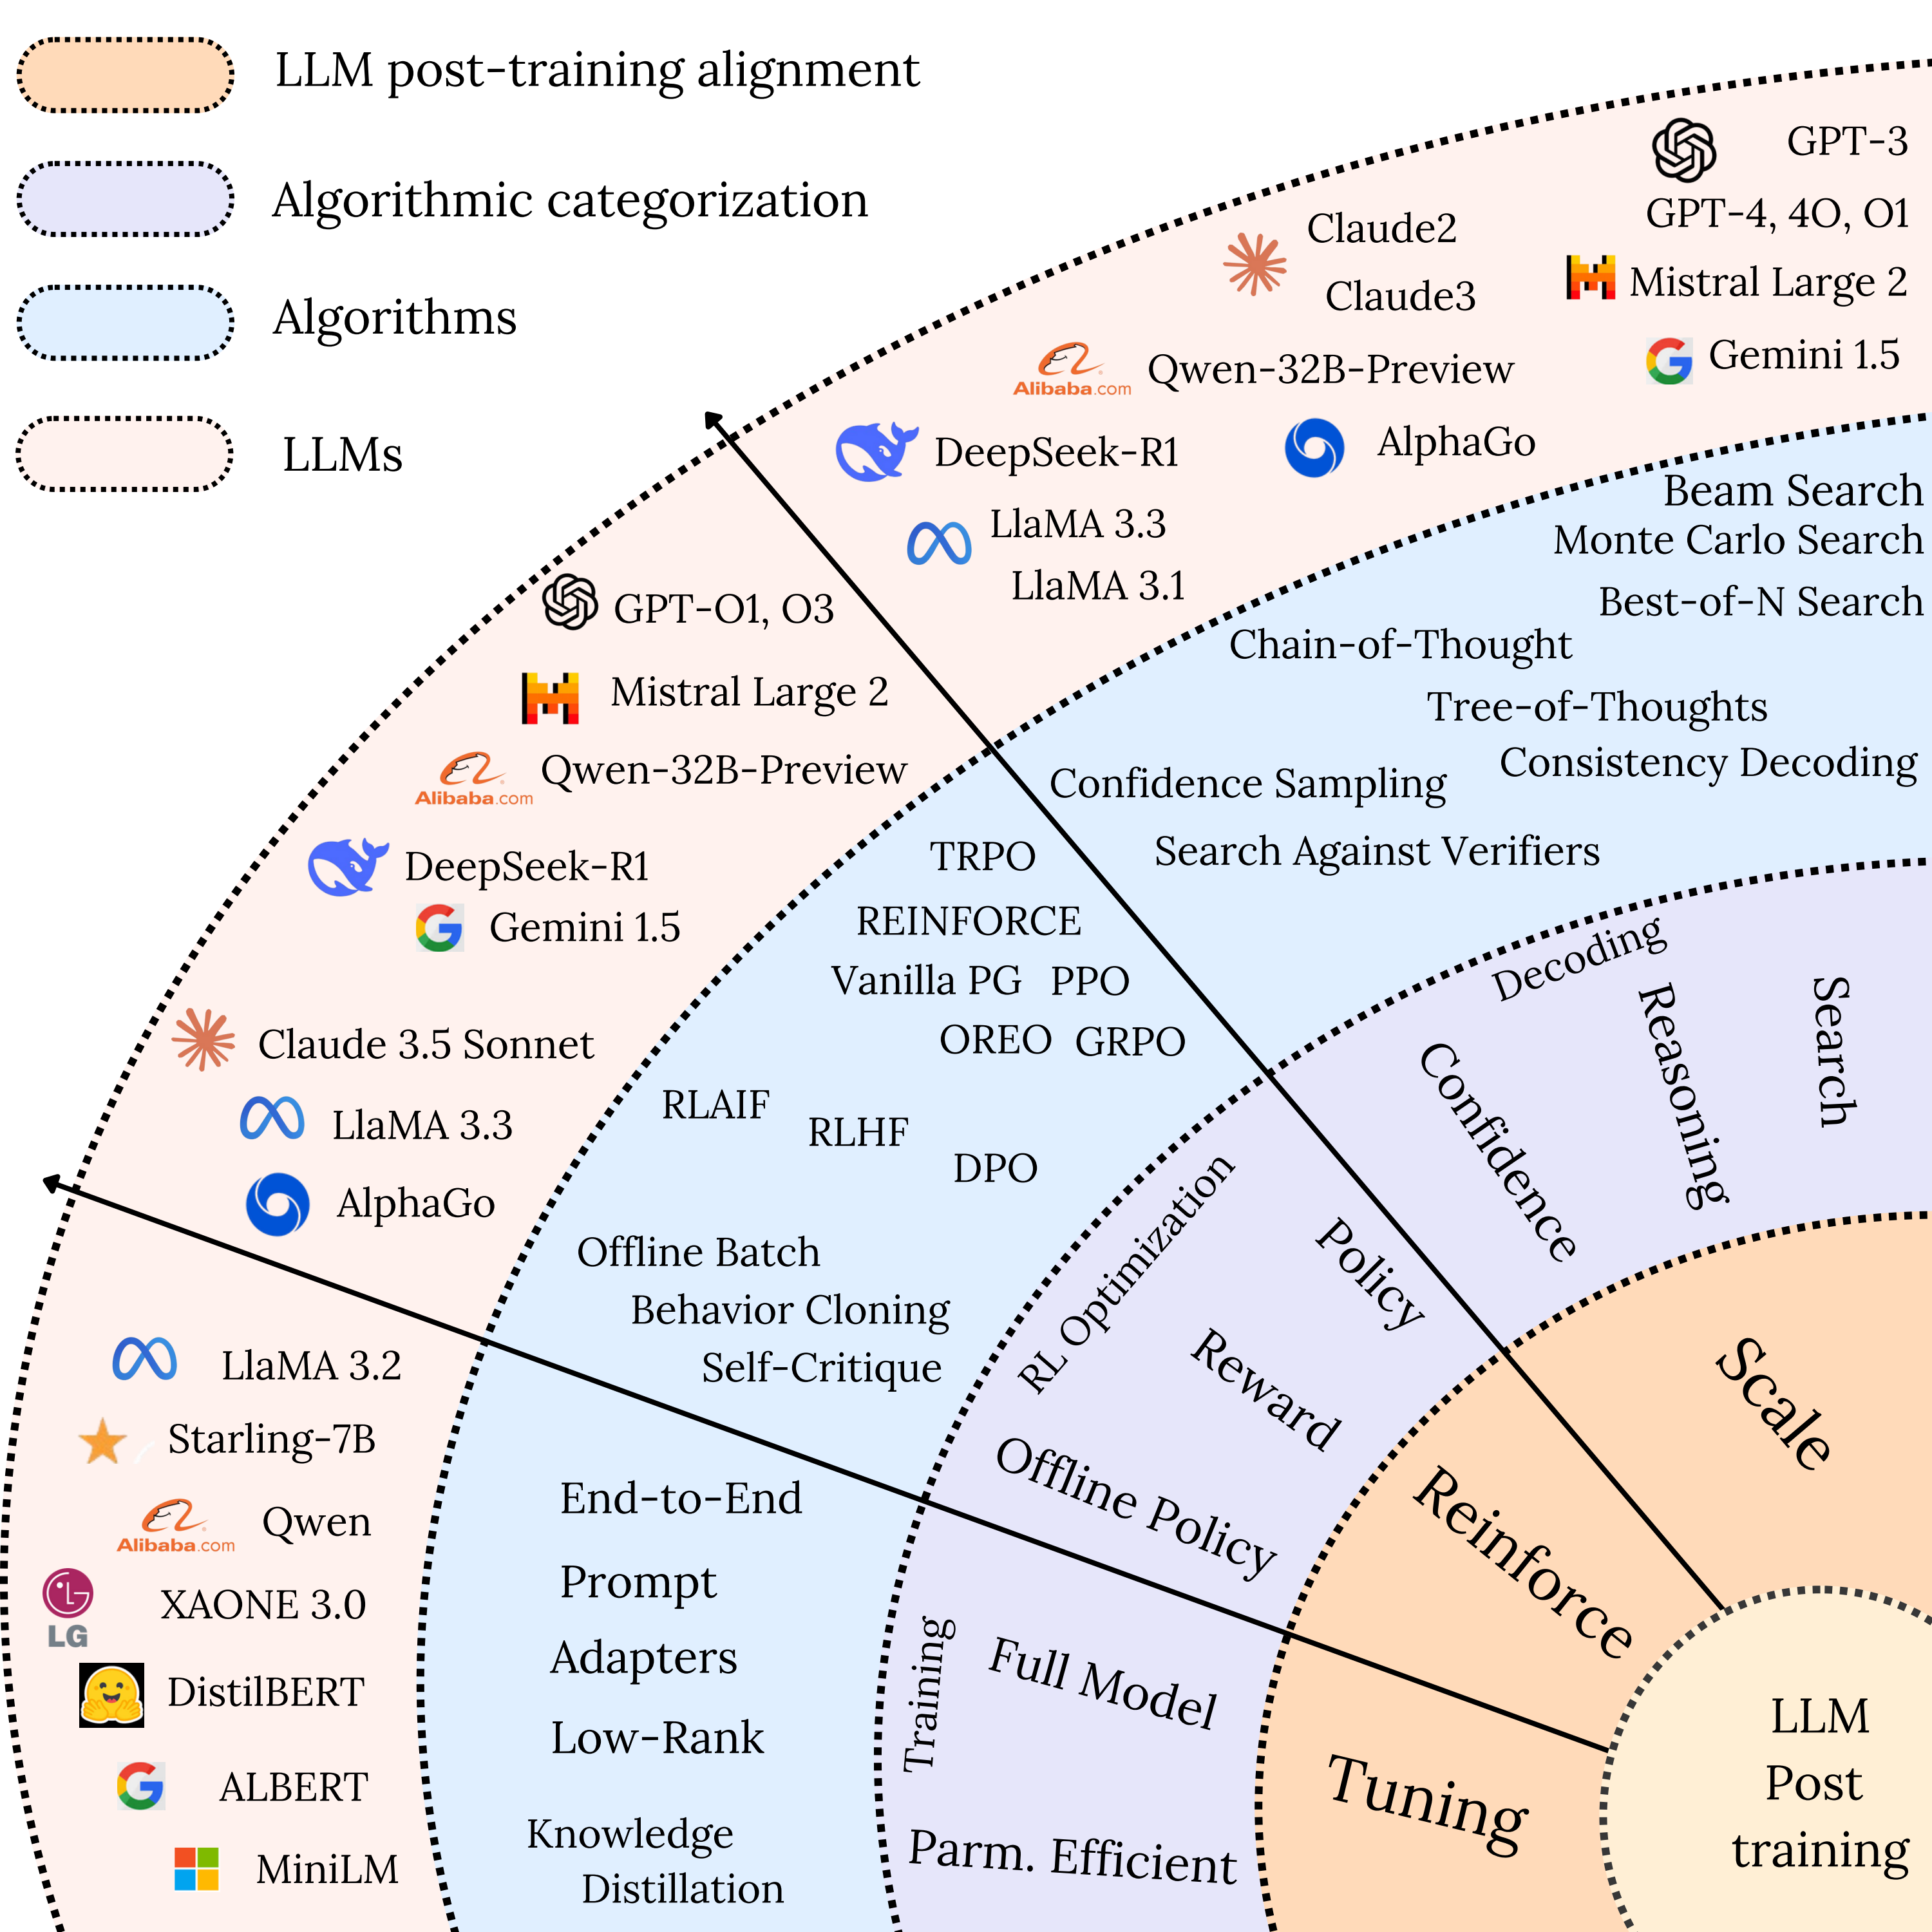 LLM post-training alignment
Algorithmic categorization
Algorithms
LLMs
GPT-3
GPT-4, 4O, O1
Mistral Large 2
Gemini 1.5
Claude2
Claude3
Alibaba.com
Qwen-32B-Preview
DeepSeek-R1
AlphaGo
LlaMA 3.3
LlaMA 3.1
Beam Search
Monte Carlo Search
Best-of-N Search
Chain-of-Thought
Tree-of-Thoughts
Consistency Decoding
Confidence Sampling
Search Against Verifiers
Decoding
Confidence
Reasoning
Search
Scale
GPT-O1, O3
Mistral Large 2
Alibaba.com
Qwen-32B-Preview
DeepSeek-R1
Gemini 1.5
Claude 3.5 Sonnet
LlaMA 3.3
AlphaGo
TRPO
REINFORCE
Vanilla PG PPO
OREO GRPO
RLAIF
RLHF
DPO
Offline Batch
Behavior Cloning
Self-Critique
RL Optimization
Policy
Reward
Offline Policy
Reinforce
LlaMA 3.2
Starling-7B
Alibaba.com
Qwen
LG
XAONE 3.0
DistilBERT
ALBERT
MiniLM
End-to-End
Prompt
Adapters
Low-Rank
Knowledge
Distillation
Training
Full Model
Parm. Efficient
Tuning
LLM
Post
training